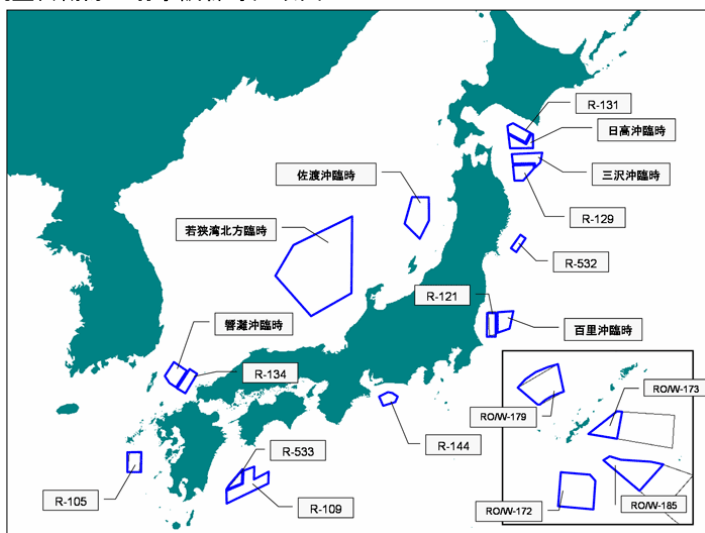 R-131
日高沖臨時
佐渡沖臨時
三沢沖臨時
R-129
若狭湾北方臨時
R-532
R-121
響灘沖臨時
百里沖臨時
R-134
RO/W-173
RO/W-179
R-144
R-533
R-105
R-109
RO/W-172
RO/W-185